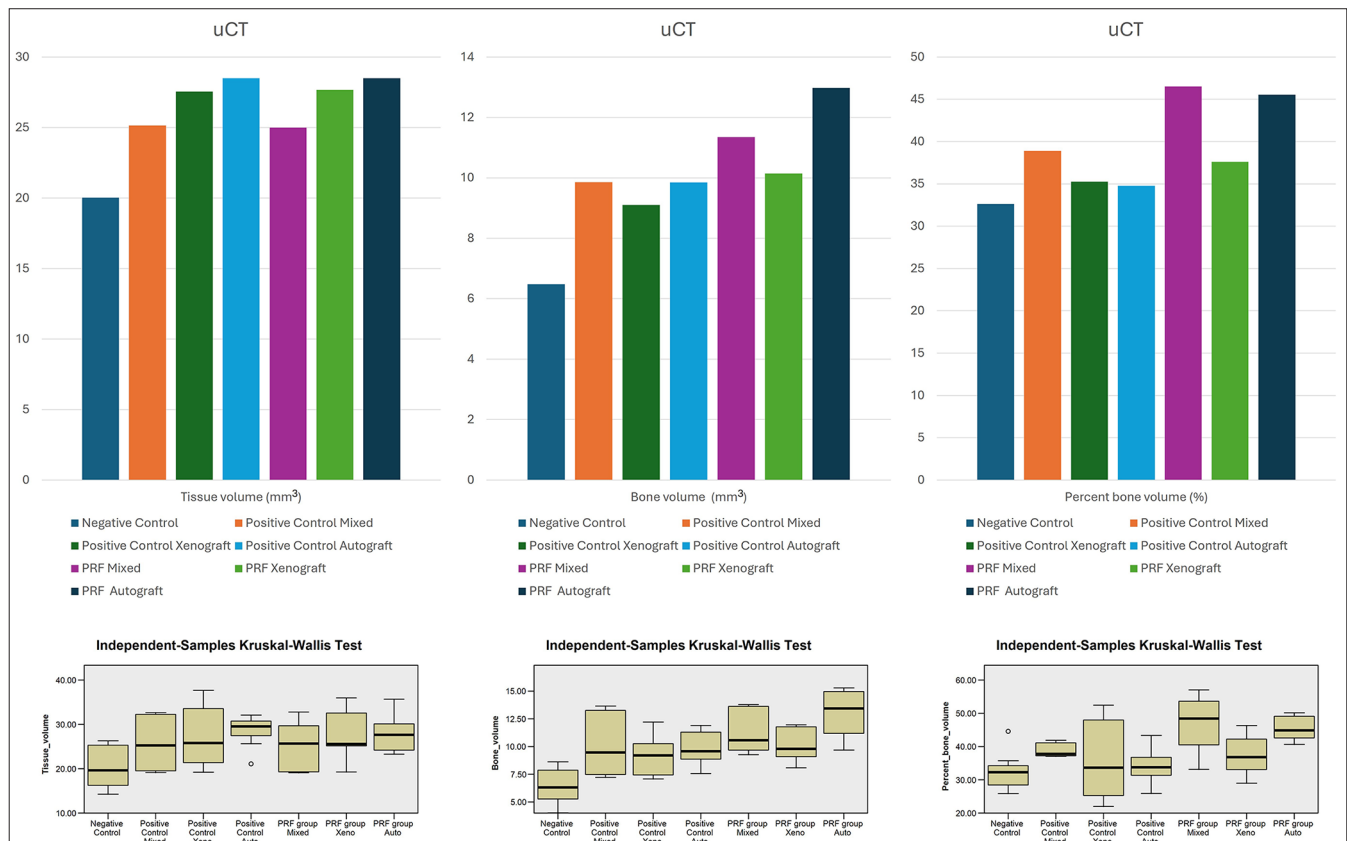 uCT
30
25
20
15
10
5
0
Tissue volume (mm³)
Negative Control
Positive Control Mixed
Positive Control Xenograft
Positive Control Autograft
PRF Mixed
PRF Xenograft
PRF Autograft
uCT
14
12
10
8
6
4
2
0
Bone volume (mm³)
Negative Control
Positive Control Mixed
Positive Control Xenograft
Positive Control Autograft
PRF Mixed
PRF Xenograft
PRF Autograft
uCT
50
45
40
35
30
25
20
15
10
5
0
Percent bone volume (%)
Negative Control
Positive Control Mixed
Positive Control Xenograft
Positive Control Autograft
PRF Mixed
PRF Xenograft
PRF Autograft
Independent-Samples Kruskal-Wallis Test
Tissue_volume
40.00
30.00
20.00
10.00
Negative
Control
Positive
Control
Mixed
Positive
Control
Xeno
Positive
Control
Auto
PRF group
Mixed
PRF group
Xeno
PRF group
Auto
Independent-Samples Kruskal-Wallis Test
Bone_volume
15.00
12.50
10.00
7.50
5.00
Negative
Control
Positive
Control
Mixed
Positive
Control
Xeno
Positive
Control
Auto
PRF group
Mixed
PRF group
Xeno
PRF group
Auto
Independent-Samples Kruskal-Wallis Test
Percent_bone_volume
60.00
50.00
40.00
30.00
20.00
Negative
Control
Positive
Control
Mixed
Positive
Control
Xeno
Positive
Control
Auto
PRF group
Mixed
PRF group
Xeno
PRF group
Auto